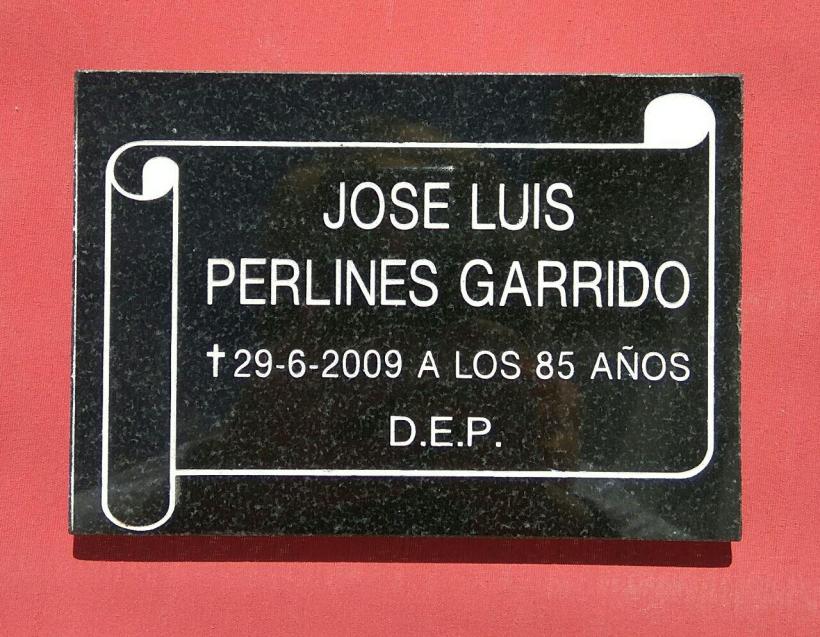 JOSE LUIS
PERLINES GARRIDO
✝29-6-2009 A LOS 85 AÑOS
D.E.P.